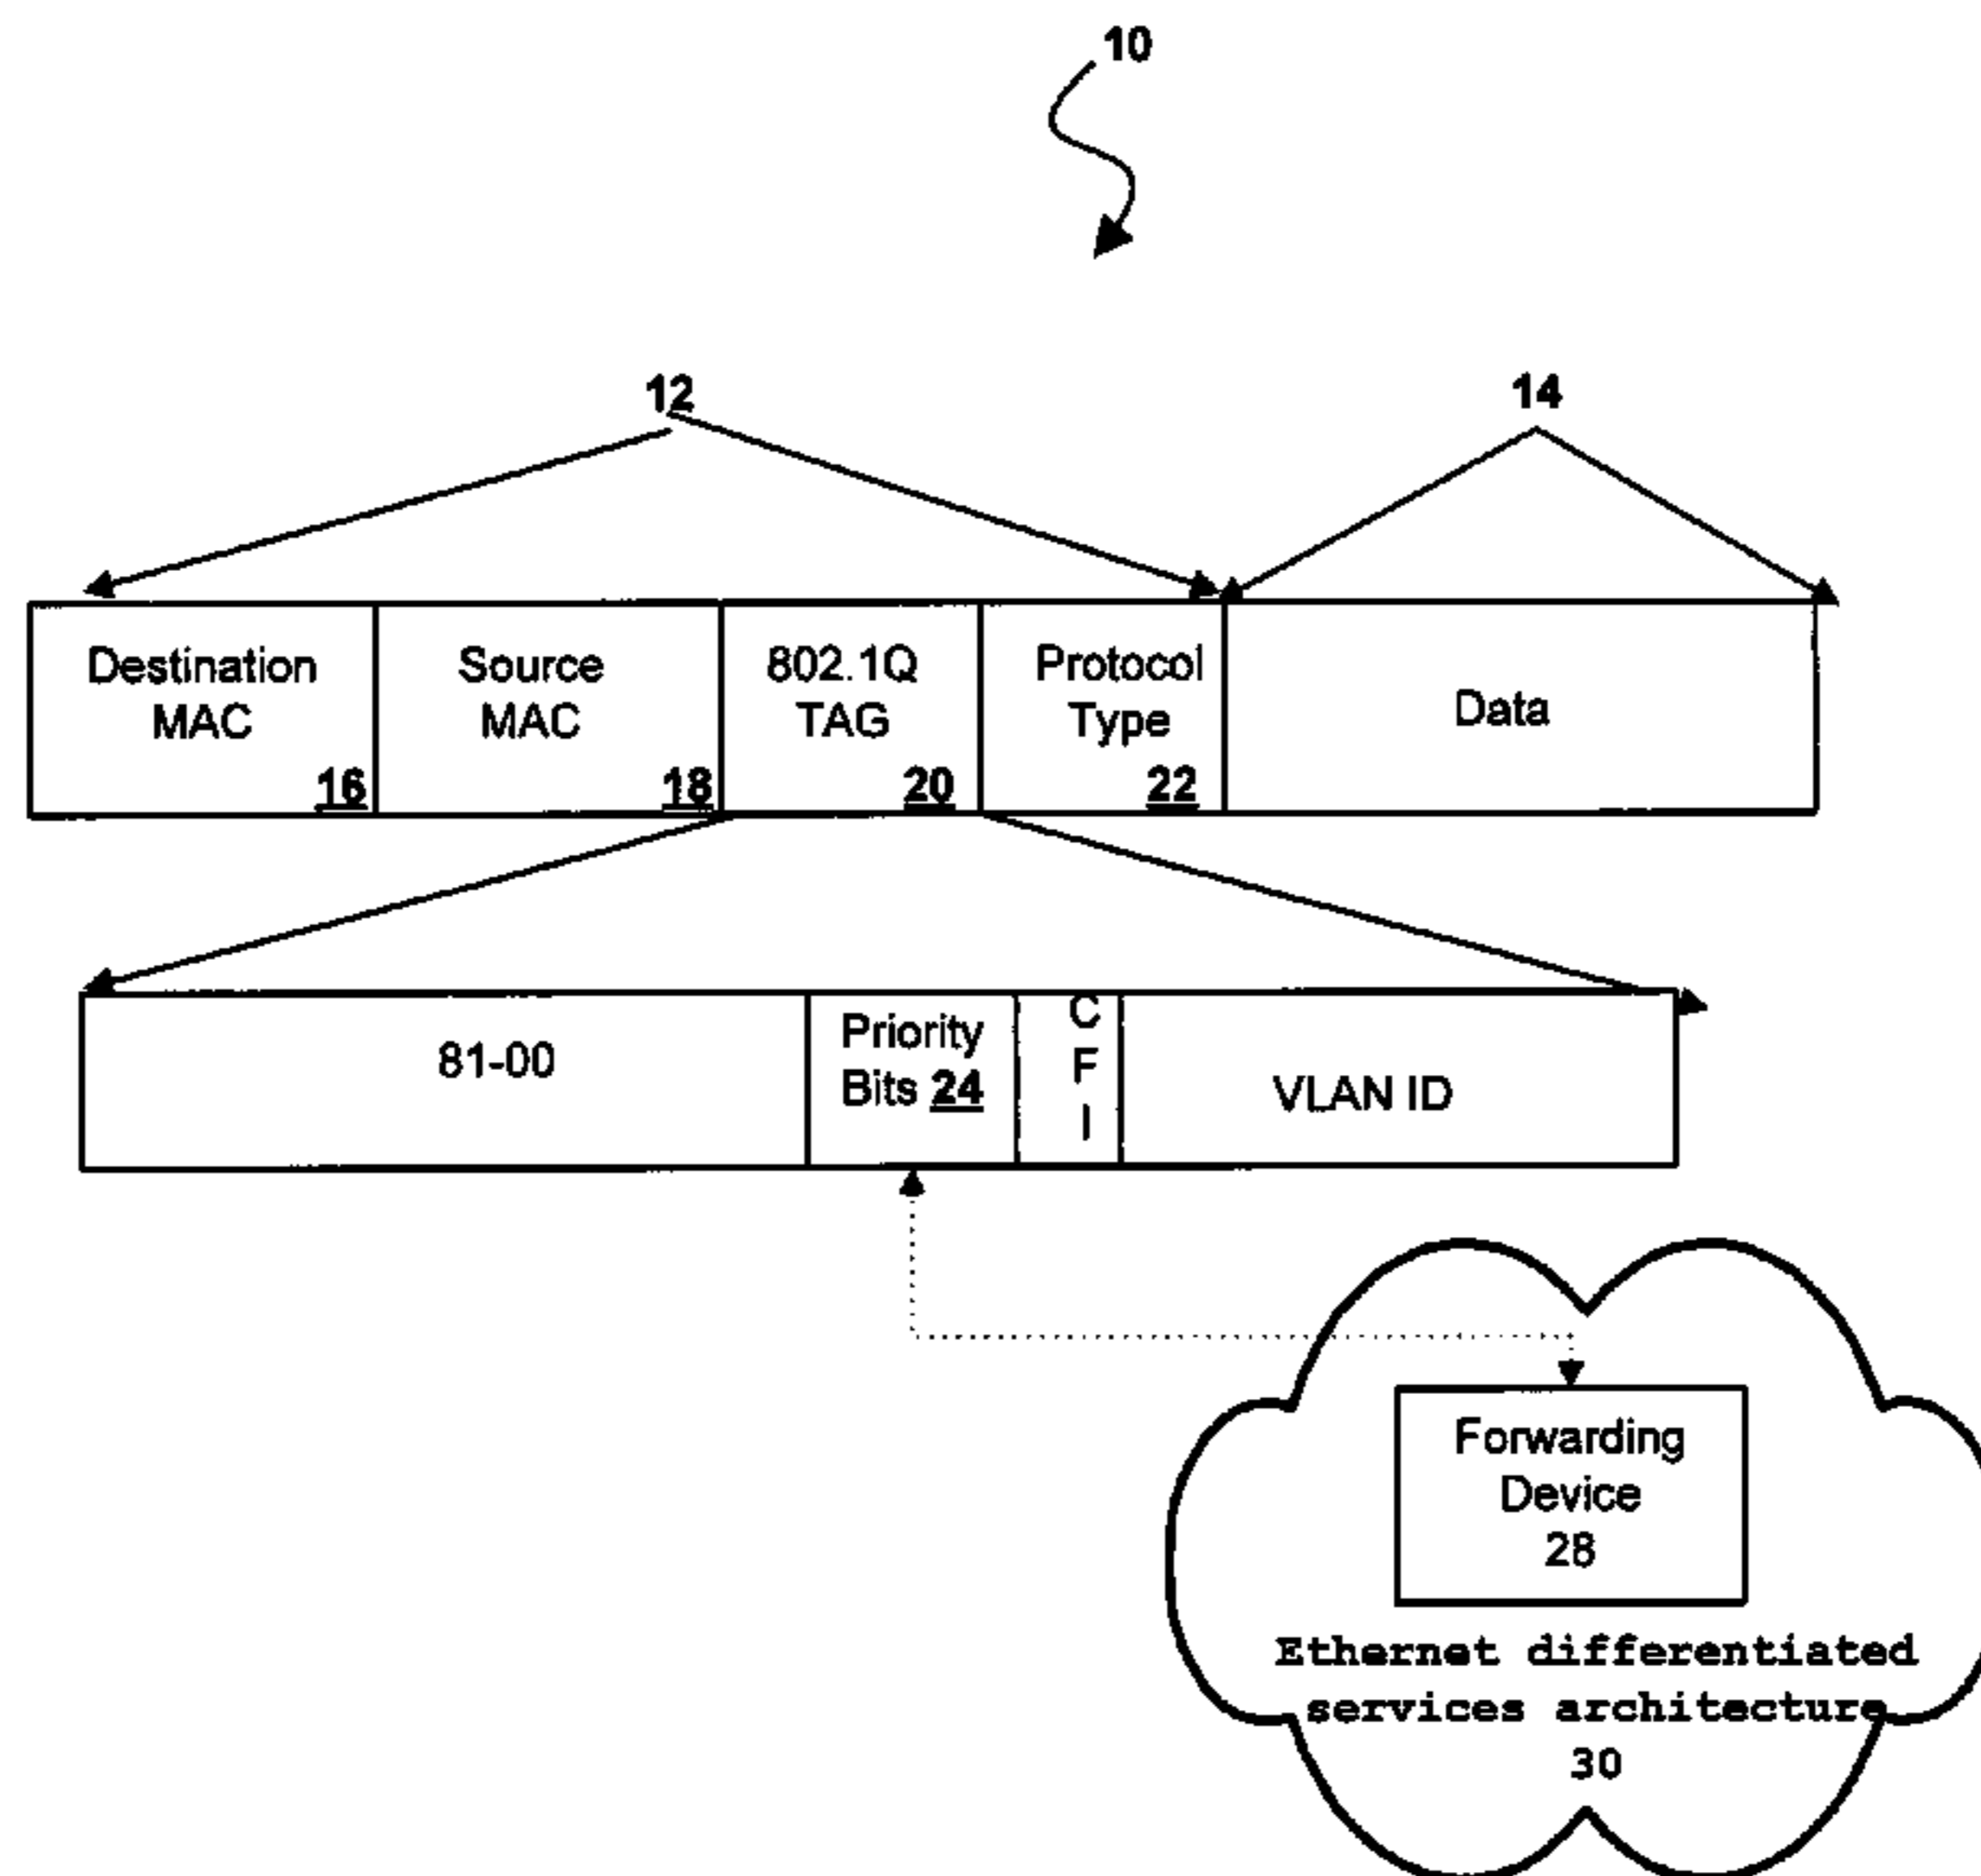 10
12
14
Destination
MAC
16
Source
MAC
18
802.1Q
TAG
20
Protocol
Type
22
Data
81-00
Priority
Bits 24
C
F
I
VLAN ID
Forwarding
Device
28
Ethernet differentiated
services architecture
30